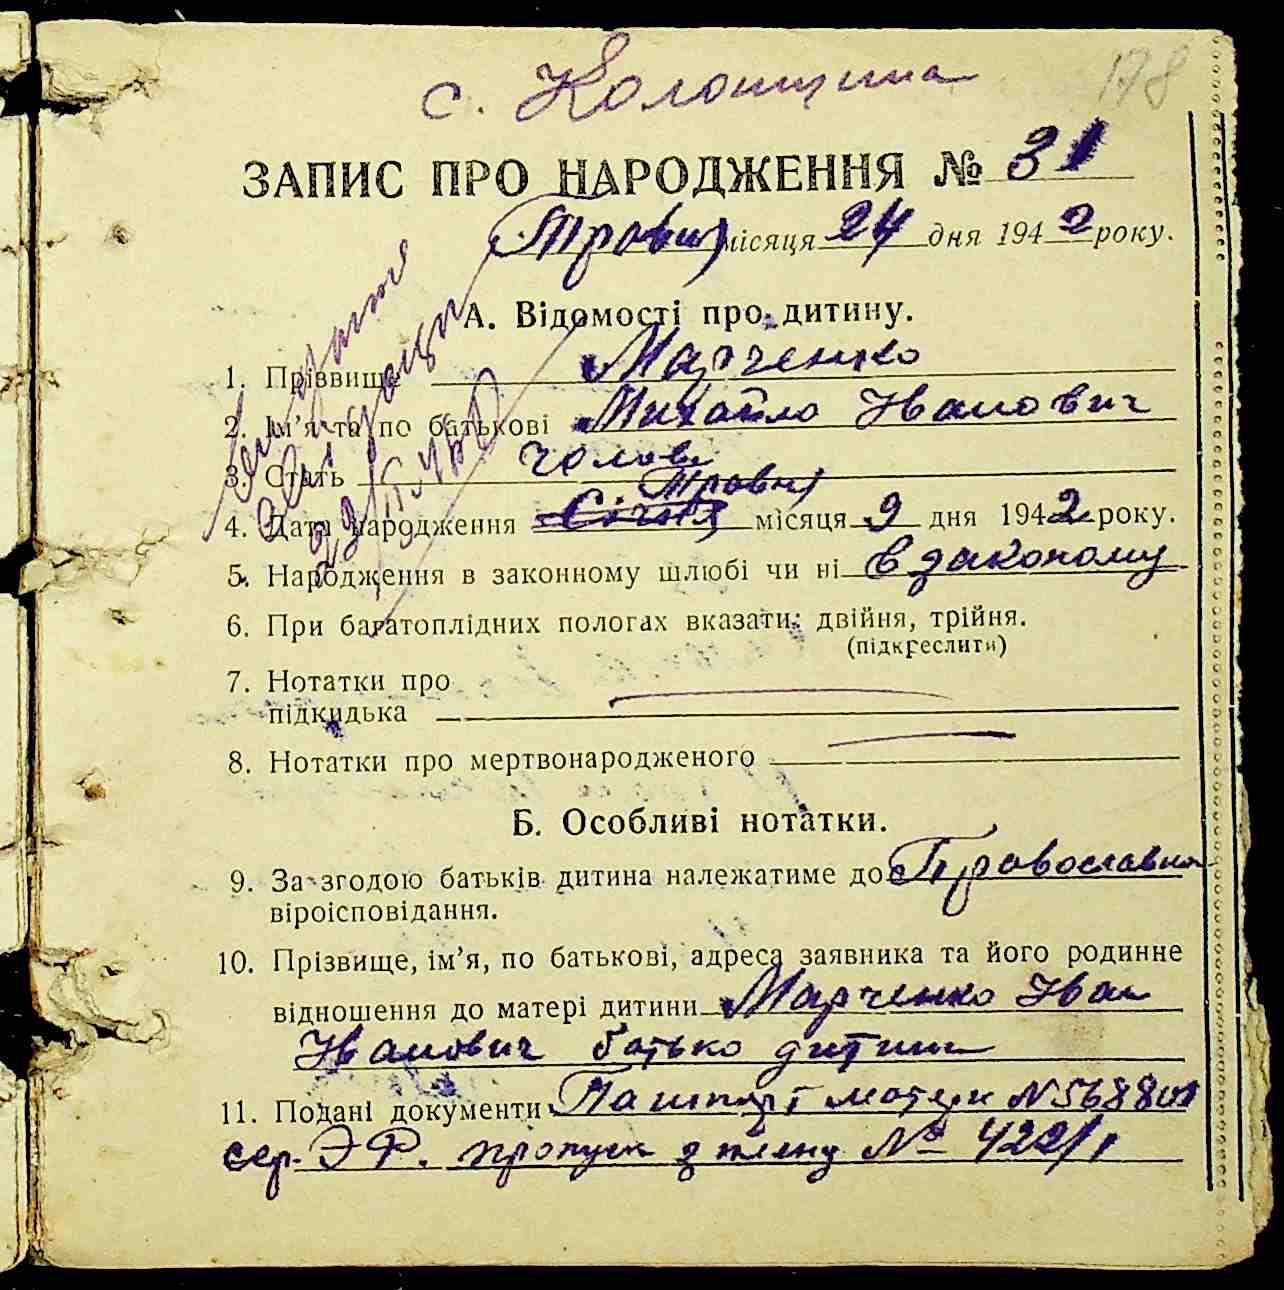 178
с. Колонщина
ЗАПИС ПРО НАРОДЖЕННЯ № 31
Травня місяця 24 дня 1942 року.
А. Відомості про дитину.
1. Прізвище Марченко
2. Ім'я та по батькові Михайло Іванович
3. Стать чолов
Травня
4. Дата народження Січня місяця 9 дня 1942 року.
5. Народження в законному шлюбі чи ні в законому
6. При багатоплідних пологах вказати: двійня, трійня.
(підкреслити)
7. Нотатки про
підкидька
8. Нотатки про мертвонародженого
Б. Особливі нотатки.
9. За згодою батьків дитина належатиме до Православна
віроісповідання.
10. Прізвище, ім'я, по батькові, адреса заявника та його родинне
відношення до матері дитини Марченко Іван
Іванович батько дитини
11. Подані документи Пашпорт матери № 568801
сер. ЭФ. пропуск з плену № 422/1